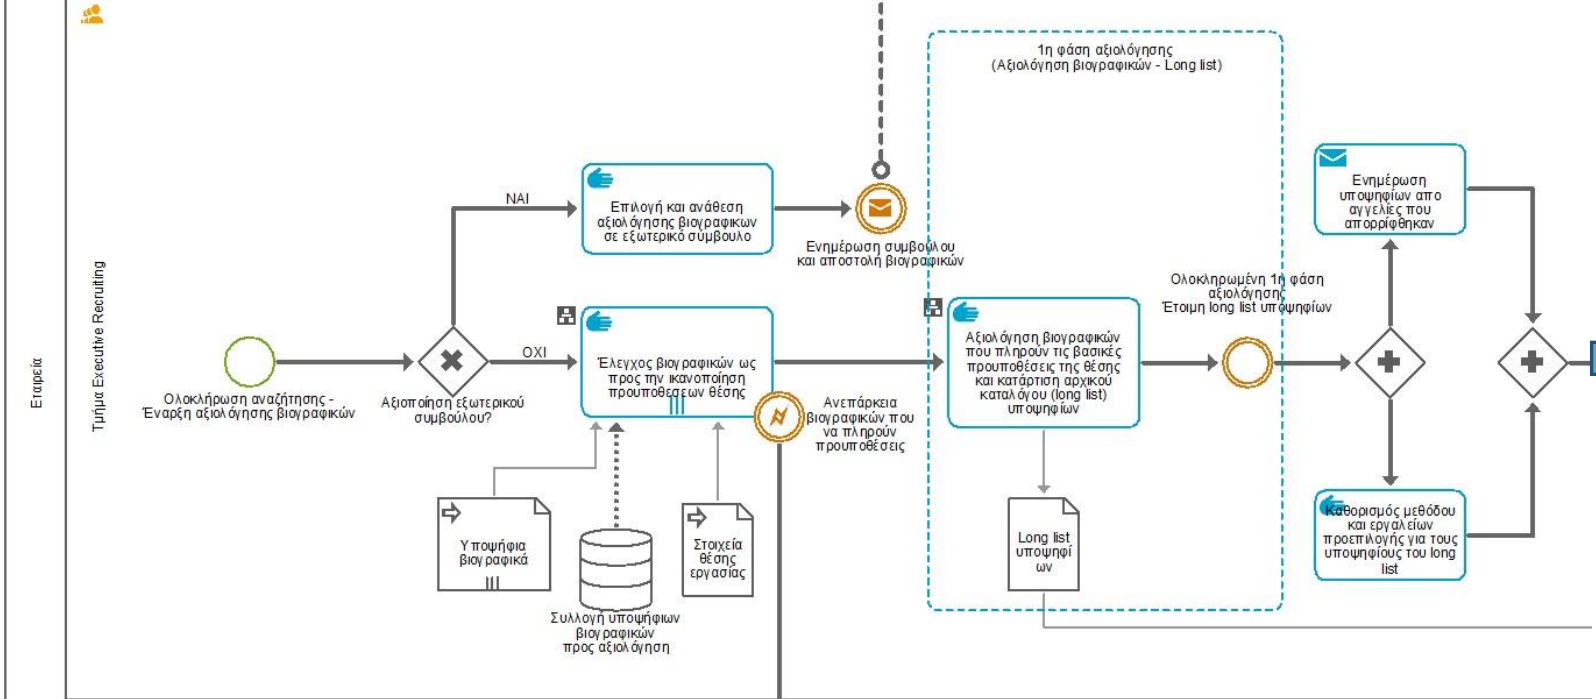 Εταιρεία
Τμήμα Executive Recruiting
1η φάση αξιολόγησης
(Αξιολόγηση βιογραφικών - Long list)
ΝΑΙ
Επιλογή και ανάθεση
αξιολόγησης βιογραφικων
σε εξωτερικό σύμβουλο
Ενημέρωση συμβούλου
και αποστολή βιογραφικών
Ολοκλήρωση αναζήτησης -
Έναρξη αξιολόγησης βιογραφικών
Αξιοποίηση εξωτερικού
συμβούλου?
ΟΧΙ
Έλεγχος βιογραφικών ως
προς την ικανοποίηση
προυποθεσεων θέσης
Ανεπάρκεια
βιογραφικών που
να πληρούν
προυποθέσεις
Υποψήφια
βιογραφικά
Συλλογή υποψήφιων
βιογραφικών
προς αξιολόγηση
Στοιχεία
θέσης
εργασίας
Αξιολόγηση βιογραφικών
που πληρούν τις βασικές
προυποθέσεις της θέσης
και κατάρτιση αρχικού
καταλόγου (long list)
υποψηφίων
Long list
υποψηφί
ων
Ολοκληρωμένη 1η φάση
αξιολόγησης
Έτοιμη long list υποψηφίων
Ενημέρωση
υποψηφίων απο
αγγελίες που
απορρίφθηκαν
Καθορισμός μεθόδου
και εργαλείων
προεπιλογής για τους
υποψηφίους του long
list